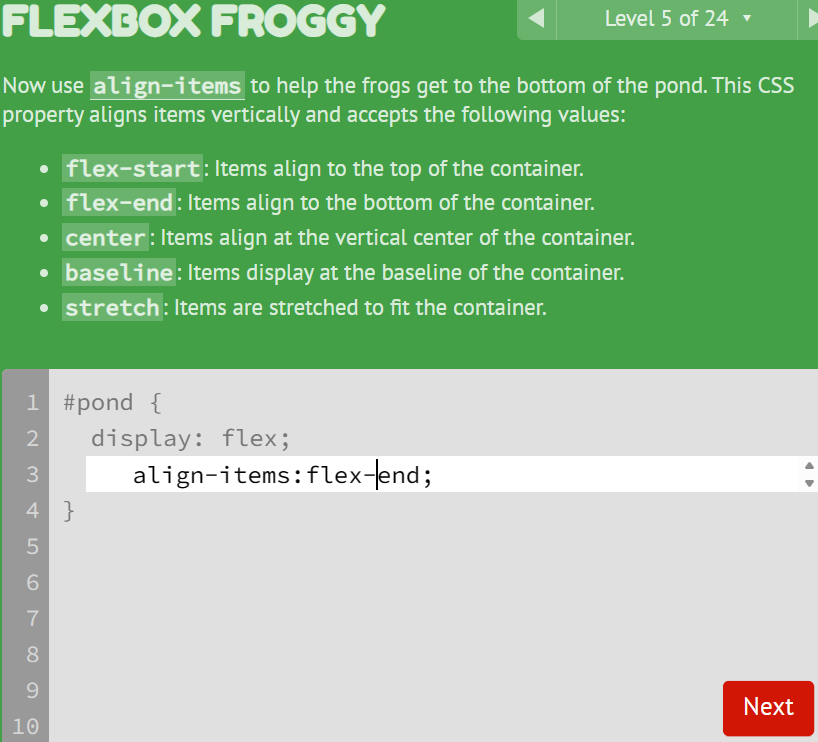 FLEXBOX FROGGY
Level 5 of 24
Now use align-items to help the frogs get to the bottom of the pond. This CSS
property aligns items vertically and accepts the following values:
flex-start: Items align to the top of the container.
flex-end: Items align to the bottom of the container.
center: Items align at the vertical center of the container.
baseline: Items display at the baseline of the container.
stretch: Items are stretched to fit the container.
1 #pond {
2 display: flex;
3 align-items:flex-end;
4 }
5
6
7
8
9
10
Next